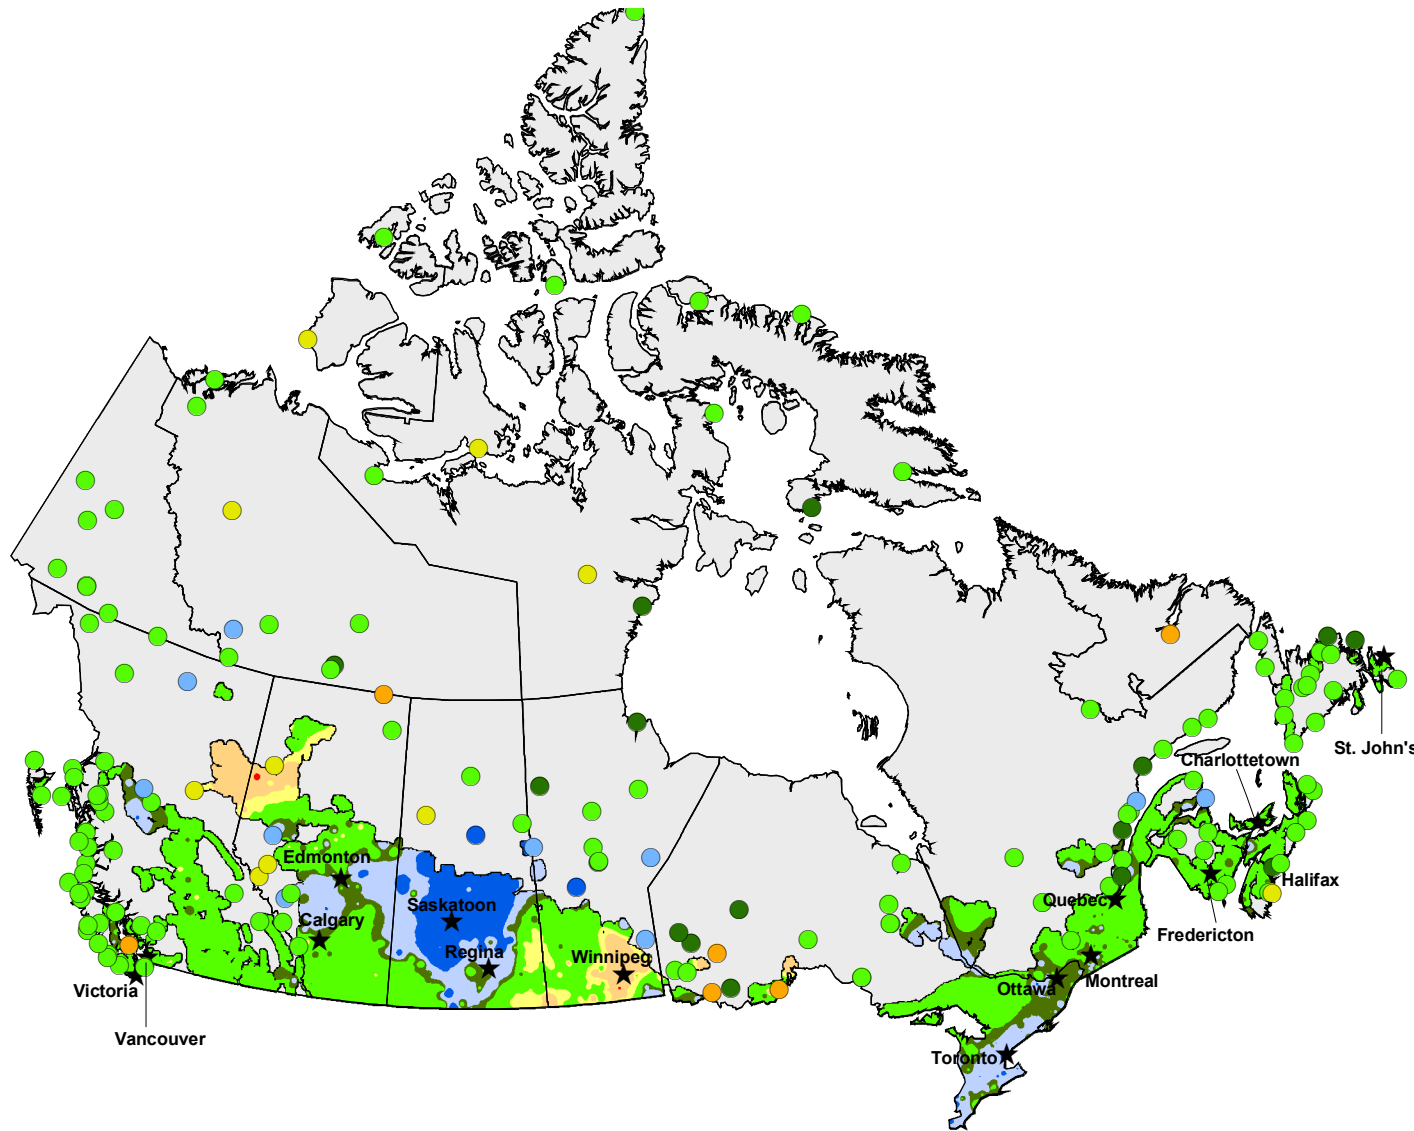 St. John's
Charlottetown
Edmonton
Halifax
Quebec
Saskatoon
Calgary
Fredericton
Regina
Winnipeg
Montreal
Victoria
Ottawa
Vancouver
Toronto